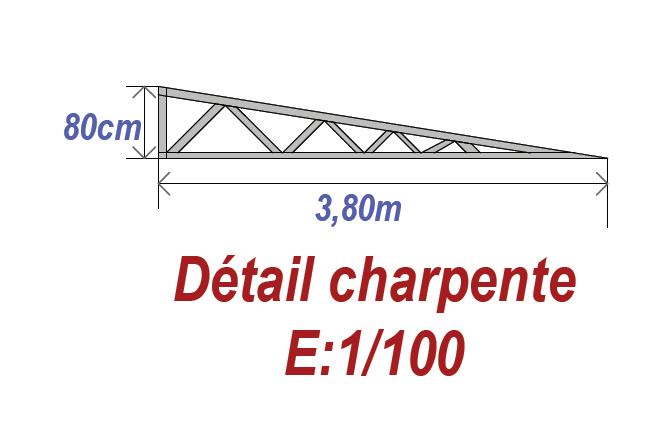 80cm
3,80m
Détail charpente
E:1/100